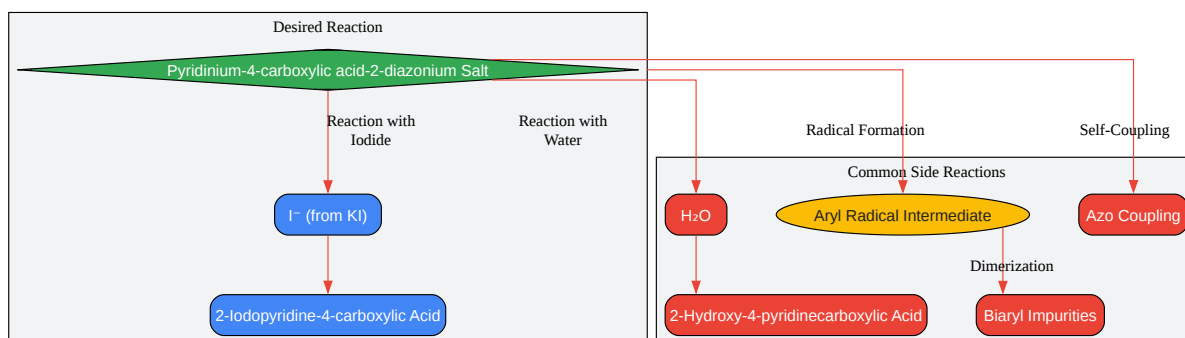 Desired Reaction
Pyridinium-4-carboxylic acid-2-diazonium Salt
Reaction with
Iodide
Reaction with
Water
Radical Formation
Self-Coupling
Common Side Reactions
I⁻ (from KI)
H₂O
Aryl Radical Intermediate
Azo Coupling
Dimerization
2-Iodopyridine-4-carboxylic Acid
2-Hydroxy-4-pyridinecarboxylic Acid
Biaryl Impurities